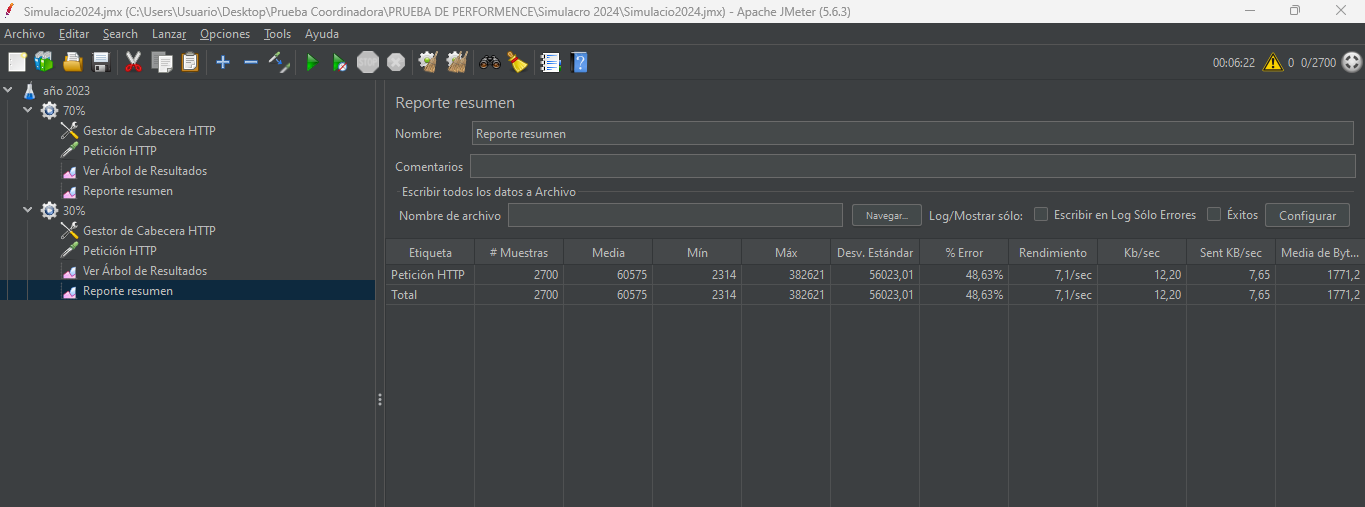 Simulacio2024.jmx (C:\Users\Usuario\Desktop\Prueba Coordinadora\PRUEBA DE PERFORMENCE\Simulacro 2024\Simulacio2024.jmx) - Apache JMeter (5.6.3)
Archivo Editar Search Lanzar Opciones Tools Ayuda
STOP 00:06:22 0 0/2700
año 2023
70%
Gestor de Cabecera HTTP
Petición HTTP
Ver Árbol de Resultados
Reporte resumen
30%
Gestor de Cabecera HTTP
Petición HTTP
Ver Árbol de Resultados
Reporte resumen
Reporte resumen
Nombre: Reporte resumen
Comentarios
Escribir todos los datos a Archivo
Nombre de archivo Navegar... Log/Mostrar sólo: Escribir en Log Sólo Errores Éxitos Configurar
Etiqueta # Muestras Media Mín Máx Desv. Estándar % Error Rendimiento Kb/sec Sent KB/sec Media de Byt...
Petición HTTP 2700 60575 2314 382621 56023,01 48,63% 7,1/sec 12,20 7,65 1771,2
Total 2700 60575 2314 382621 56023,01 48,63% 7,1/sec 12,20 7,65 1771,2